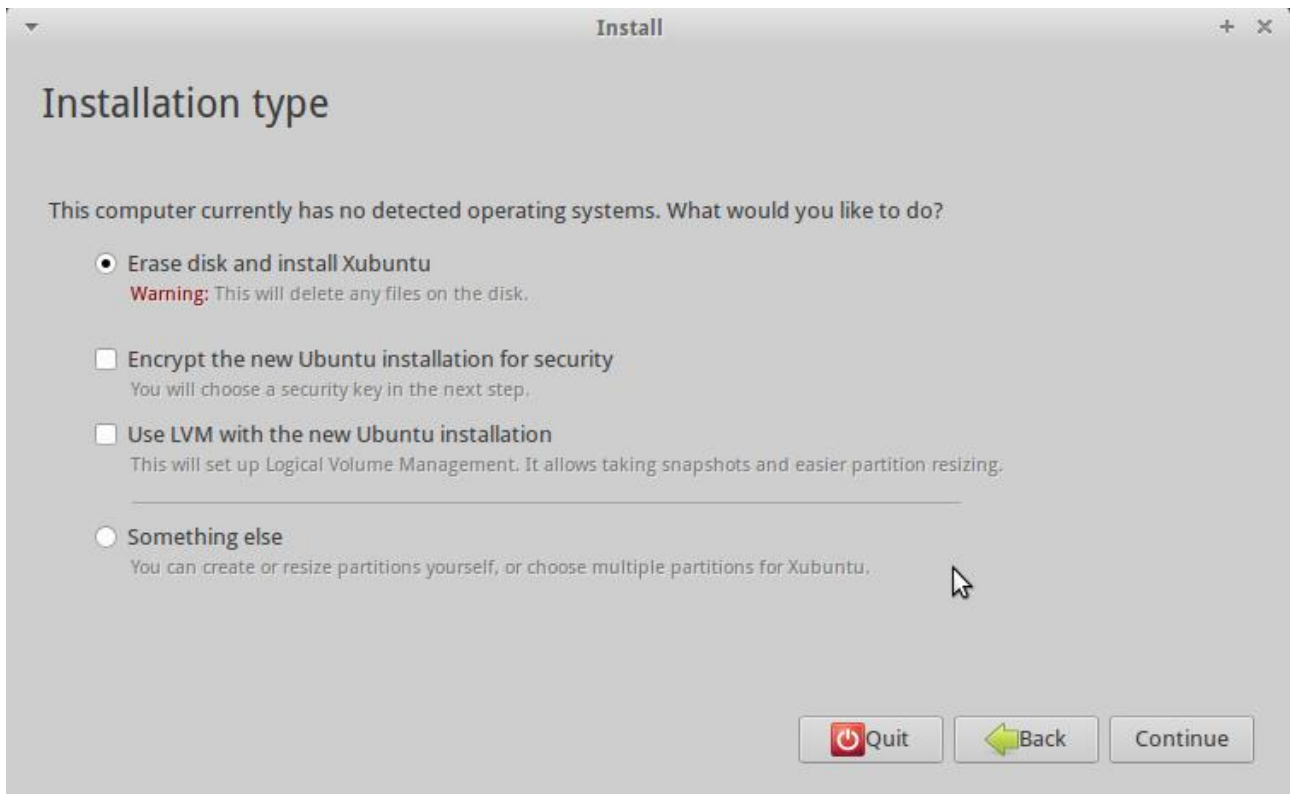 Install
Installation type
This computer currently has no detected operating systems. What would you like to do?
Erase disk and install Xubuntu
Warning: This will delete any files on the disk.
Encrypt the new Ubuntu installation for security
You will choose a security key in the next step.
Use LVM with the new Ubuntu installation
This will set up Logical Volume Management. It allows taking snapshots and easier partition resizing.
Something else
You can create or resize partitions yourself, or choose multiple partitions for Xubuntu.
Quit Back Continue